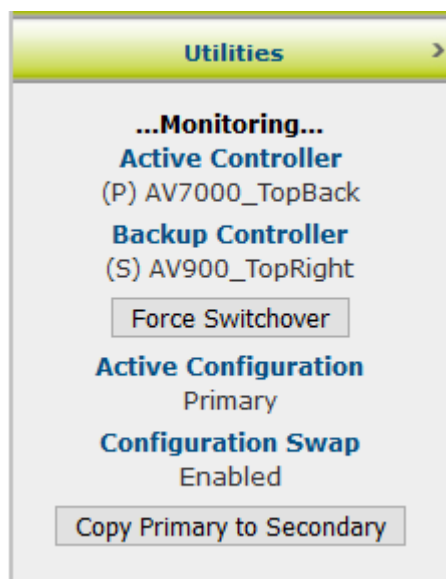 Utilities
...Monitoring...
Active Controller
(P) AV7000_TopBack
Backup Controller
(S) AV900_TopRight
Force Switchover
Active Configuration
Primary
Configuration Swap
Enabled
Copy Primary to Secondary